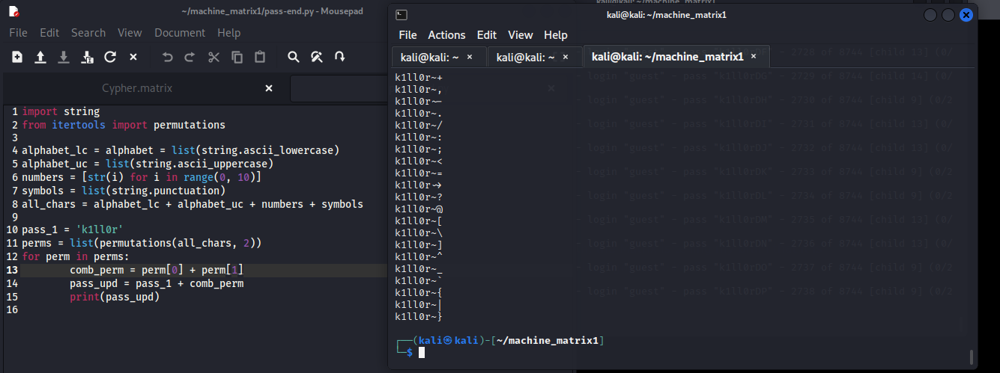 ~/machine_matrix1/pass-end.py - Mousepad
File Edit Search View Document Help
Cypher.matrix
1 import string
2 from itertools import permutations
3
4 alphabet_lc = alphabet = list(string.ascii_lowercase)
5 alphabet_uc = list(string.ascii_uppercase)
6 numbers = [str(i) for i in range(0, 10)]
7 symbols = list(string.punctuation)
8 all_chars = alphabet_lc + alphabet_uc + numbers + symbols
9
10 pass_1 = 'k1ll0r'
11 perms = list(permutations(all_chars, 2))
12 for perm in perms:
13         comb_perm = perm[0] + perm[1]
14         pass_upd = pass_1 + comb_perm
15         print(pass_upd)
16
kali@kali: ~/machine_matrix1
File Actions Edit View Help
kali@kali: ~ × kali@kali: ~ × kali@kali: ~/machine_matrix1 ×
k1ll0r~+
k1ll0r~,
k1ll0r~-
k1ll0r~.
k1ll0r~/
k1ll0r~:
k1ll0r~;
k1ll0r~<
k1ll0r~=
k1ll0r~>
k1ll0r~?
k1ll0r~@
k1ll0r~[
k1ll0r~\
k1ll0r~]
k1ll0r~^
k1ll0r~_
k1ll0r~`
k1ll0r~{
k1ll0r~|
k1ll0r~}
┌──(kali㉿kali)-[~/machine_matrix1]
└─$
- 2728 of 8744 [child 13] (0/
- login "guest" - pass "k1ll0rOG" - 2729 of 8744 [child 14] (0/
- login "guest" - pass "k1ll0rOH" - 2730 of 8744 [child 9] (0/2
- login "guest" - pass "k1ll0rOI" - 2731 of 8744 [child 13] (0/
- login "guest" - pass "k1ll0rOJ" - 2732 of 8744 [child 13] (0/
- login "guest" - pass "k1ll0rOK" - 2733 of 8744 [child 9] (0/2
- login "guest" - pass "k1ll0rOL" - 2734 of 8744 [child 9] (0/2
- login "guest" - pass "k1ll0rOM" - 2735 of 8744 [child 13] (0/
- login "guest" - pass "k1ll0rON" - 2736 of 8744 [child 13] (0/
- login "guest" - pass "k1ll0rOO" - 2737 of 8744 [child 9] (0/2
- login "guest" - pass "k1ll0rOP" - 2738 of 8744 [child 9] (0/2